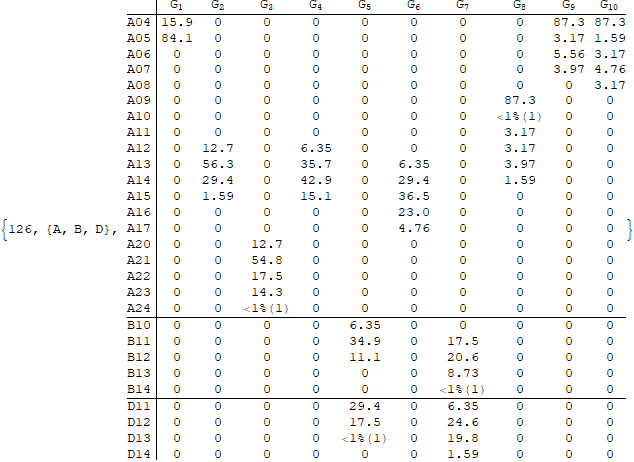 G1 G2 G3 G4 G5 G6 G7 G8 G9 G10
A04 15.9 0 0 0 0 0 0 0 87.3 87.3
A05 84.1 0 0 0 0 0 0 0 3.17 1.59
A06 0 0 0 0 0 0 0 0 5.56 3.17
A07 0 0 0 0 0 0 0 0 3.97 4.76
A08 0 0 0 0 0 0 0 0 0 3.17
A09 0 0 0 0 0 0 0 87.3 0 0
A10 0 0 0 0 0 0 0 <1%(1) 0 0
A11 0 0 0 0 0 0 0 3.17 0 0
A12 0 12.7 0 6.35 0 0 0 3.17 0 0
A13 0 56.3 0 35.7 0 6.35 0 3.97 0 0
A14 0 29.4 0 42.9 0 29.4 0 1.59 0 0
A15 0 1.59 0 15.1 0 36.5 0 0 0 0
A16 0 0 0 0 0 23.0 0 0 0 0
{126, {A, B, D}, A17 0 0 0 0 0 4.76 0 0 0 0 }
A20 0 0 12.7 0 0 0 0 0 0 0
A21 0 0 54.8 0 0 0 0 0 0 0
A22 0 0 17.5 0 0 0 0 0 0 0
A23 0 0 14.3 0 0 0 0 0 0 0
A24 0 0 <1%(1) 0 0 0 0 0 0 0
B10 0 0 0 0 6.35 0 0 0 0 0
B11 0 0 0 0 34.9 0 17.5 0 0 0
B12 0 0 0 0 11.1 0 20.6 0 0 0
B13 0 0 0 0 0 0 8.73 0 0 0
B14 0 0 0 0 0 0 <1%(1) 0 0 0
D11 0 0 0 0 29.4 0 6.35 0 0 0
D12 0 0 0 0 17.5 0 24.6 0 0 0
D13 0 0 0 0 <1%(1) 0 19.8 0 0 0
D14 0 0 0 0 0 0 1.59 0 0 0